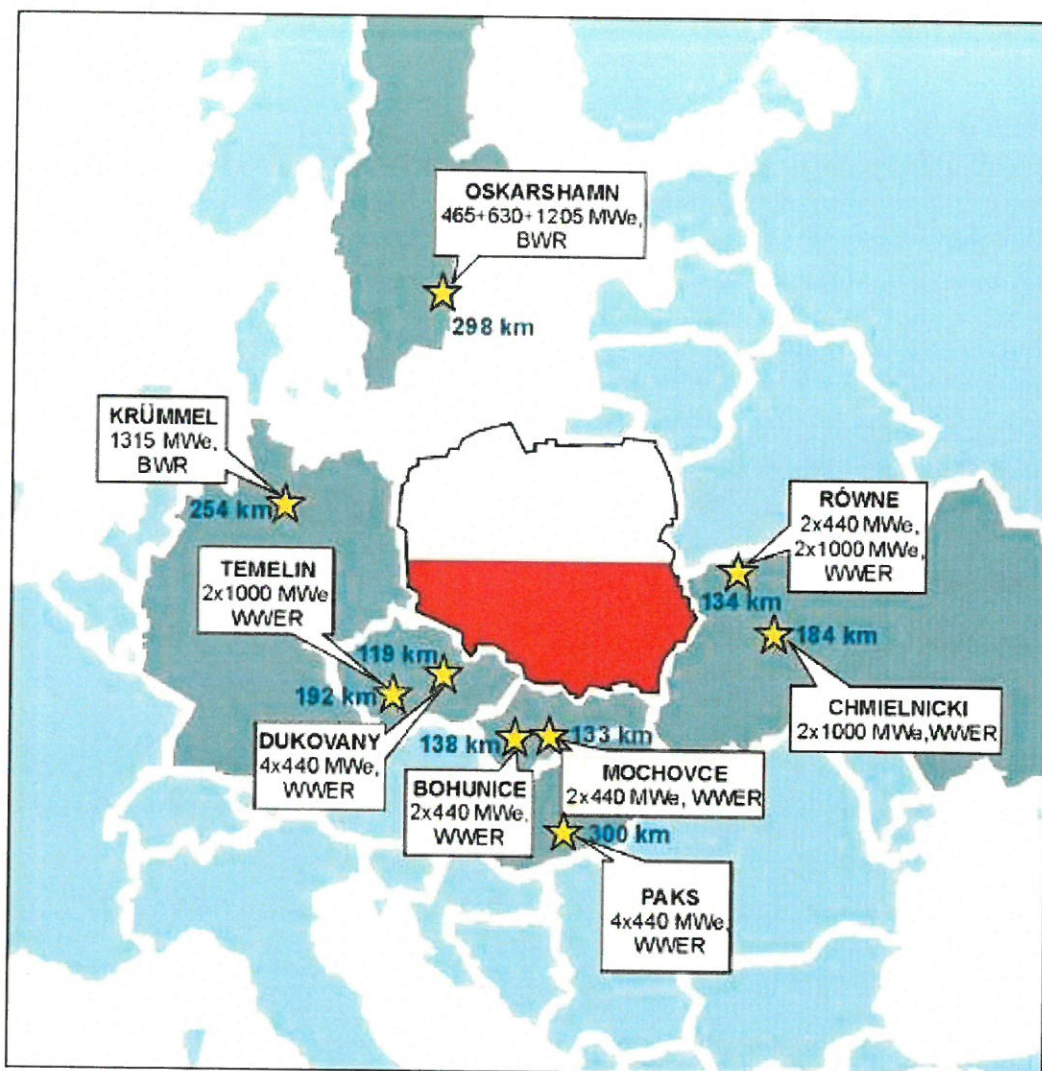 OSKARSHAMN
465+630+1205 MWe,
BWR
298 km
KRÜMMEL
1315 MWe,
BWR
254 km
RÓWNE
2x440 MWe,
2x1000 MWe,
WWER
134 km
TEMELIN
2x1000 MWe
WWER
192 km
119 km
184 km
CHMIELNICKI
2x1000 MWe,WWER
DUKOVANY
4x440 MWe,
WWER
138 km
133 km
BOHUNICE
2x440 MWe,
WWER
MOCHOVCE
2x440 MWe, WWER
300 km
PAKS
4x440 MWe,
WWER